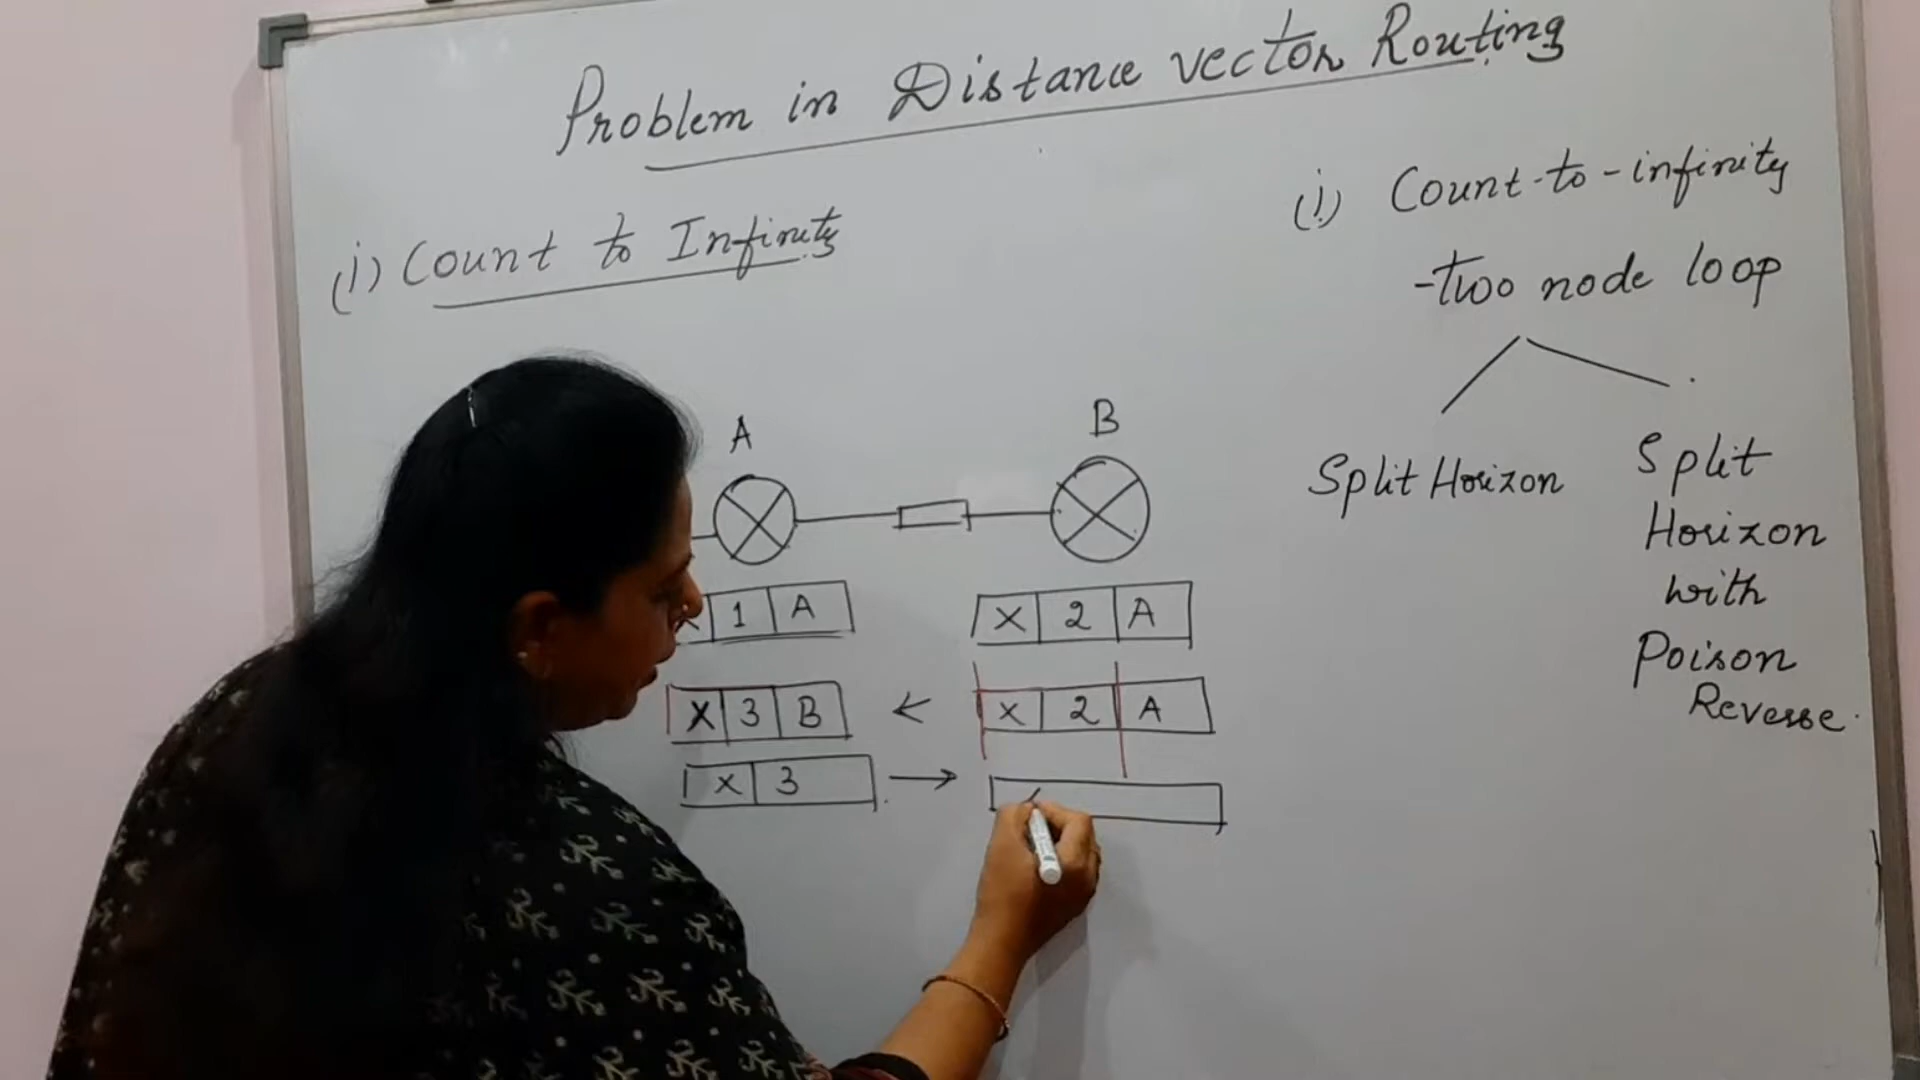 Problem in Distance vector Routing
(i) Count to Infinity
A B
1 A
X 2 A
X 3 B
X 2 A
X 3
(i) Count-to-infinity
-Two node loop
Split Horizon
Split
Horizon
with
Poison
Reverse